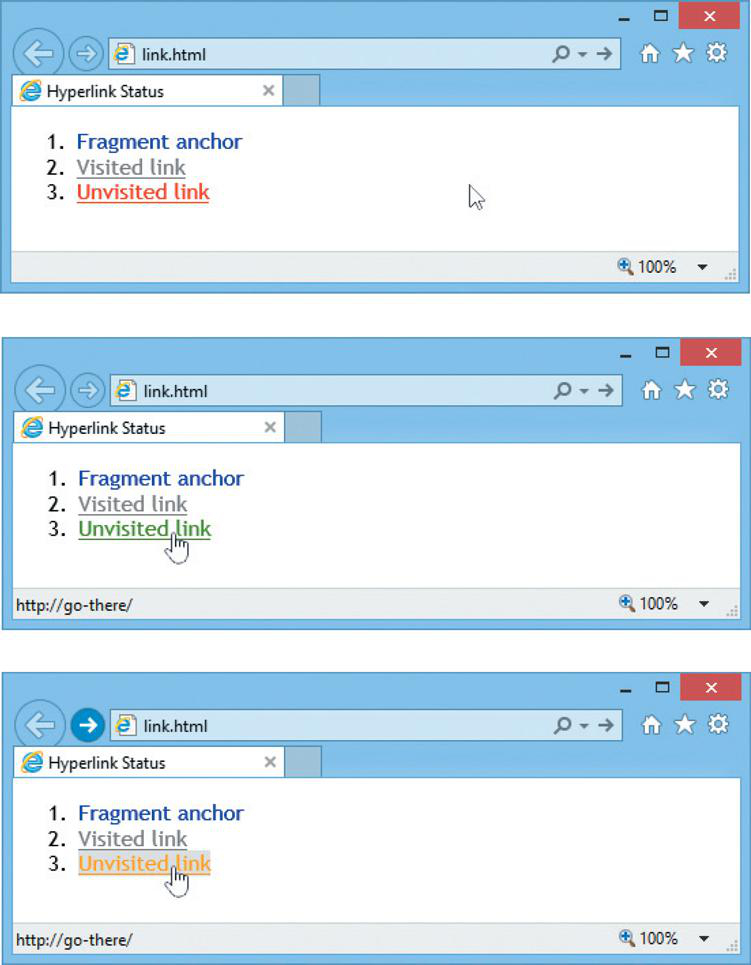 link.html
Hyperlink Status
1. Fragment anchor
2. Visited link
3. Unvisited link
100%
link.html
Hyperlink Status
1. Fragment anchor
2. Visited link
3. Unvisited link
http://go-there/ 100%
link.html
Hyperlink Status
1. Fragment anchor
2. Visited link
3. Unvisited link
http://go-there/ 100%